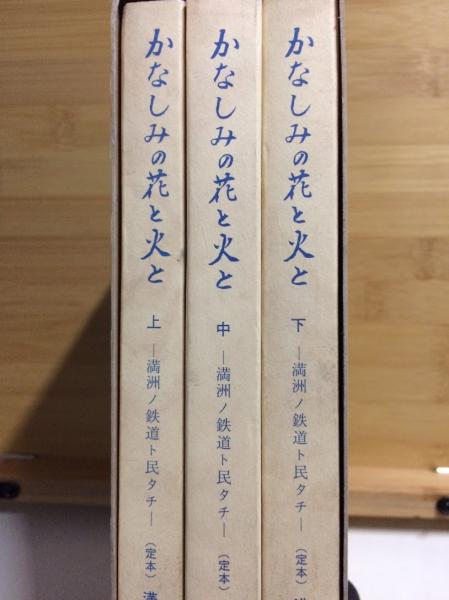 かなしみの花と火と 上 ―満洲ノ鉄道ト民タチ― (定本) 満
かなしみの花と火と 中 ―満洲ノ鉄道ト民タチ― (定本)
かなしみの花と火と 下 ―満洲ノ鉄道ト民タチ― (定本)